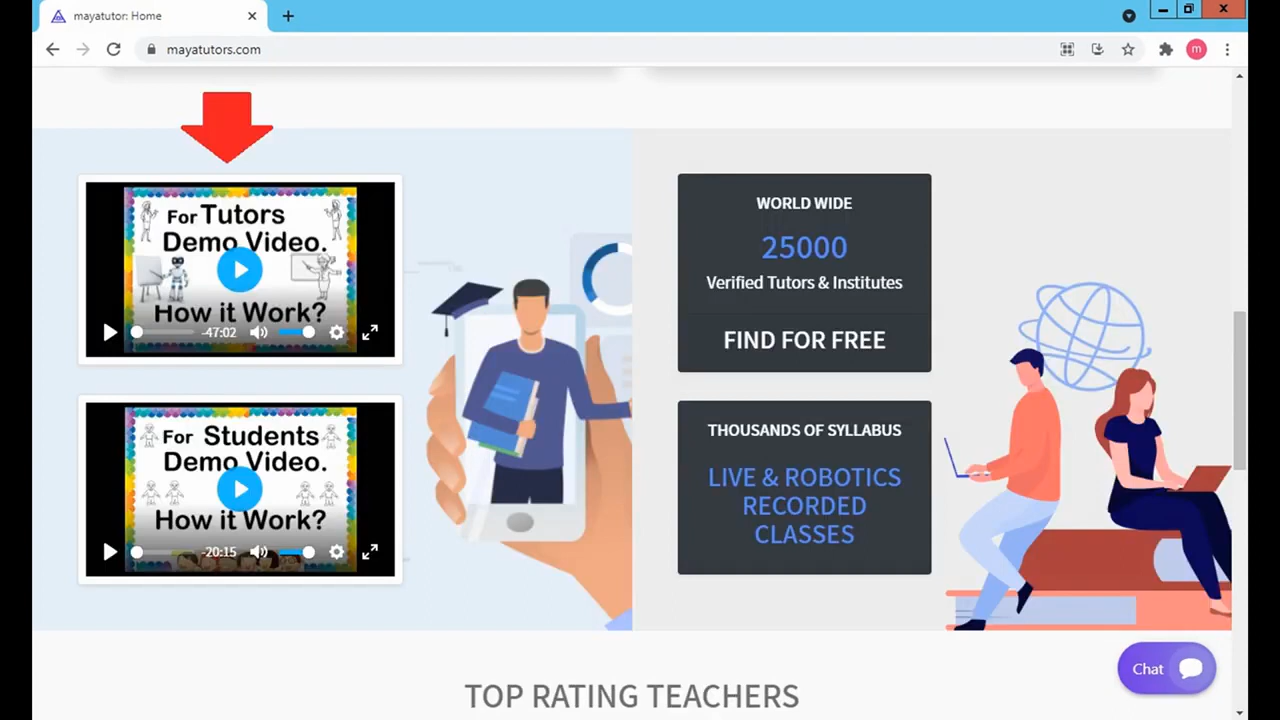 mayatutor: Home
mayatutors.com
m
For Tutors
Demo Video.
How it Work?
-47:02
For Students
Demo Video.
How it Work?
-20:15
WORLD WIDE
25000
Verified Tutors & Institutes
FIND FOR FREE
THOUSANDS OF SYLLABUS
LIVE & ROBOTICS
RECORDED
CLASSES
Chat
TOP RATING TEACHERS